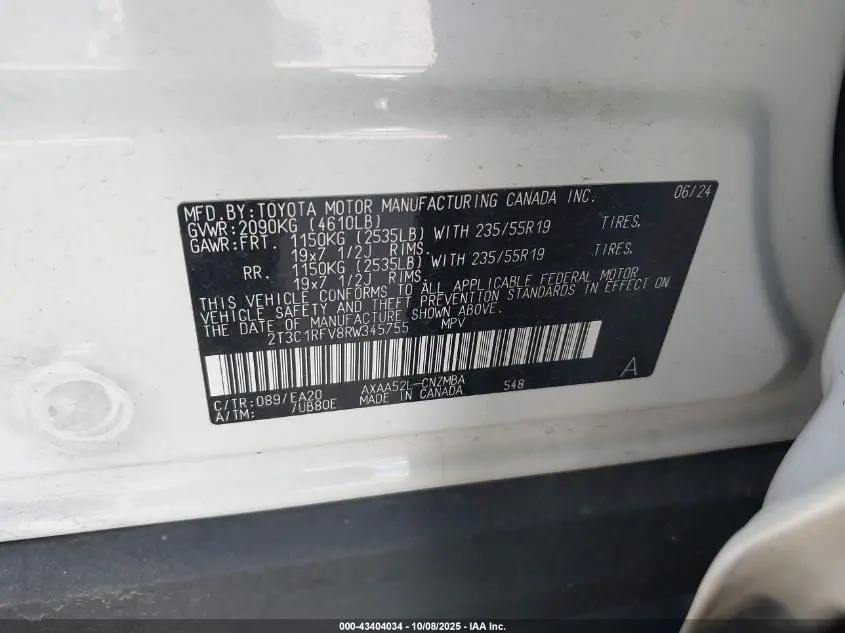 MFD.BY:TOYOTA MOTOR MANUFACTURING CANADA INC. 06/24
GVWR:2090KG (4610LB)
GAWR:FRT. 1150KG (2535LB) WITH 235/55R19 TIRES,
19x7 1/2J RIMS.
RR. 1150KG (2535LB) WITH 235/55R19 TIRES,
19x7 1/2J RIMS.
THIS VEHICLE CONFORMS TO ALL APPLICABLE FEDERAL MOTOR
VEHICLE SAFETY AND THEFT PREVENTION STANDARDS IN EFFECT ON
THE DATE OF MANUFACTURE SHOWN ABOVE.
2T3C1RFV8RW345755 MPV
C/TR:089/EA20 AXAA52L-CNZMBA 548 A
A/TM: /UB80E MADE IN CANADA
000-43404034 - 10/08/2025 - IAA Inc.